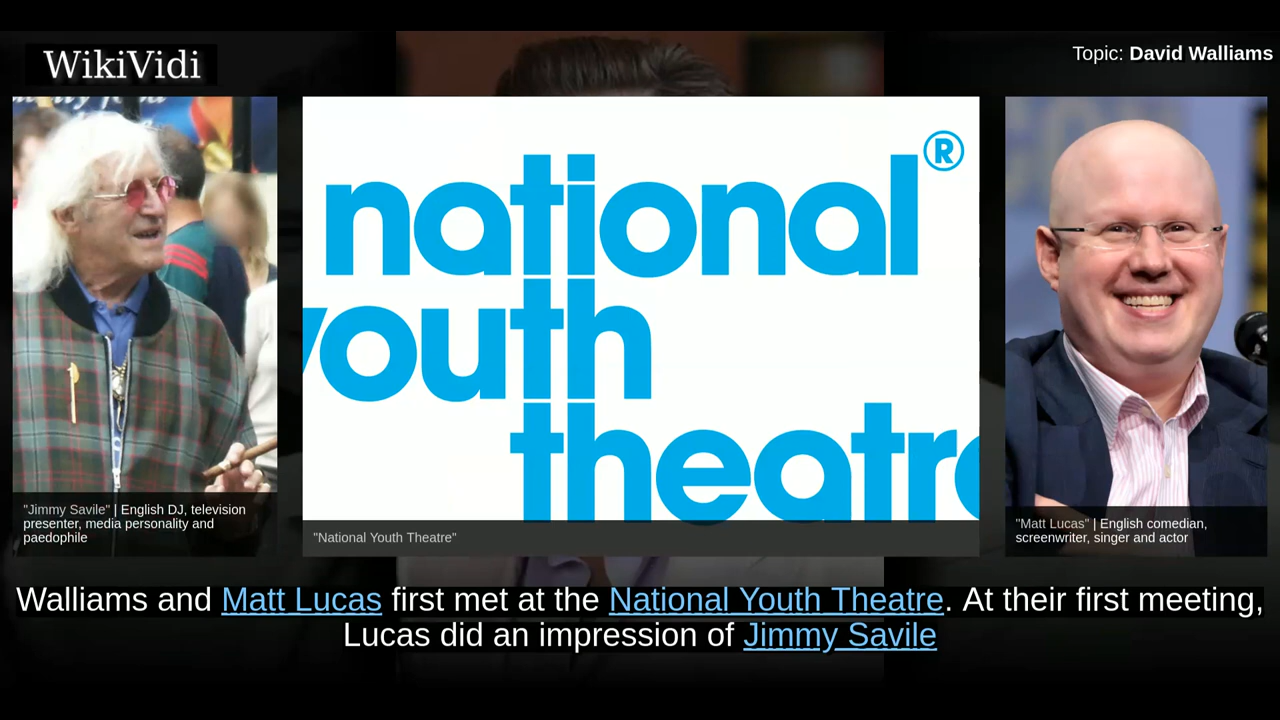 WikiVidi
Topic: David Walliams
national®
youth
theatre
"Jimmy Savile" | English DJ, television
presenter, media personality and
paedophile
"National Youth Theatre"
"Matt Lucas" | English comedian,
screenwriter, singer and actor
Walliams and Matt Lucas first met at the National Youth Theatre. At their first meeting,
Lucas did an impression of Jimmy Savile